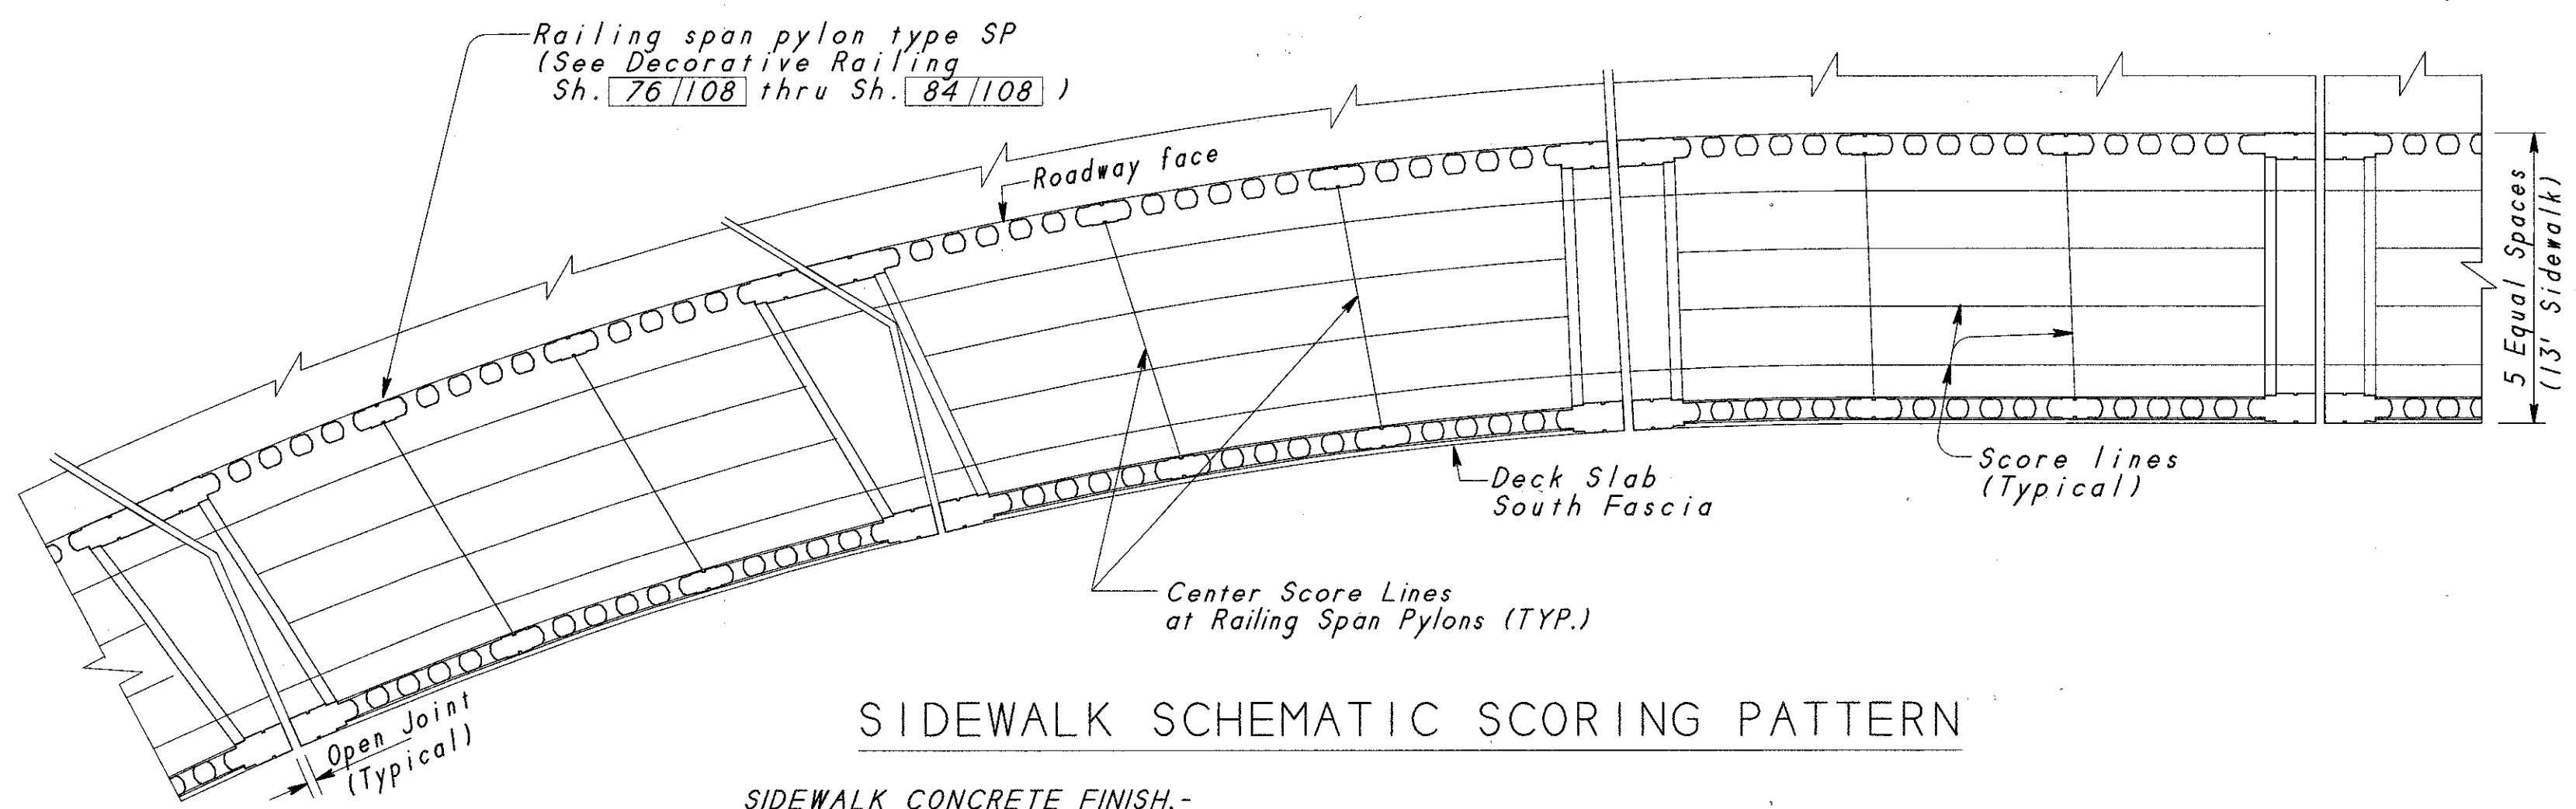 Railing span pylon type SP
(See Decorative Railing
Sh. 76/108 thru Sh. 84/108 )
Roadway face
5 Equal Spaces
(13' Sidewalk)
Score lines
(Typical)
Deck Slab
South Fascia
Center Score Lines
at Railing Span Pylons (TYP.)
Open Joint
(Typical)
SIDEWALK SCHEMATIC SCORING PATTERN
SIDEWALK CONCRETE FINISH.-